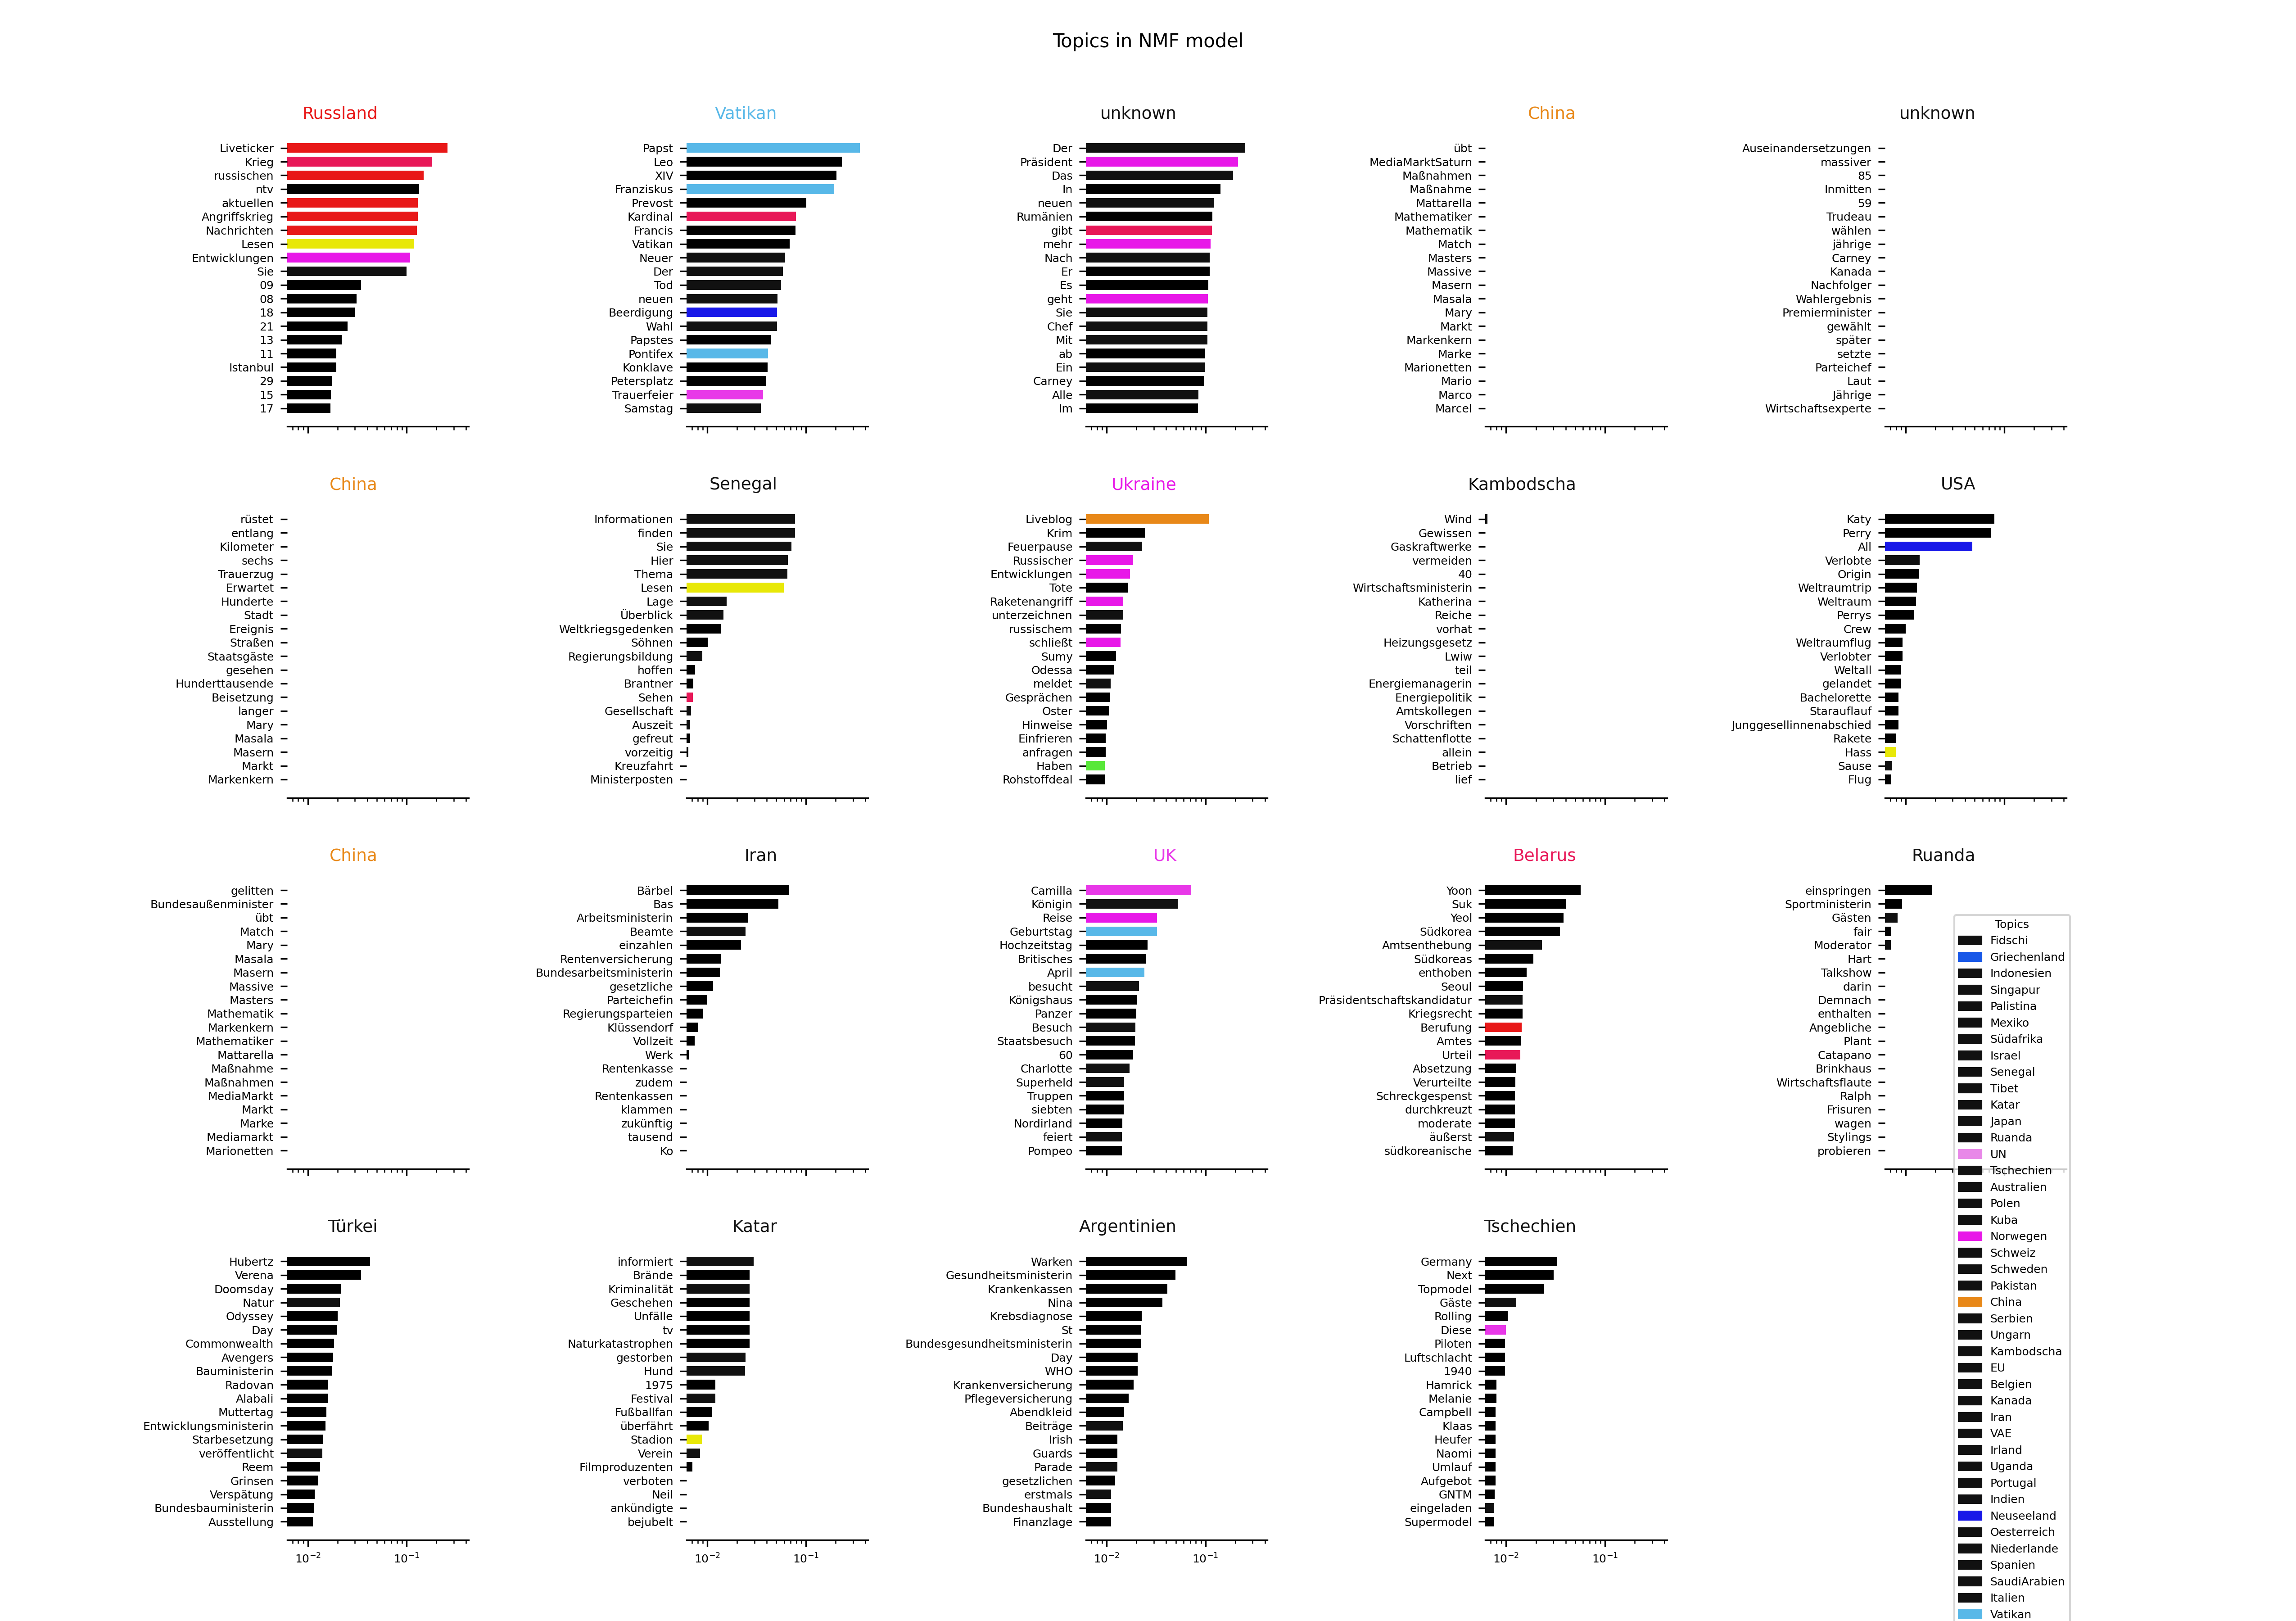 Topics in NMF model
Russland
Liveticker
Krieg
russischen
ntv
aktuellen
Angriffskrieg
Nachrichten
Lesen
Entwicklungen
Sie
09
08
18
21
13
11
Istanbul
29
15
17
Vatikan
Papst
Leo
XIV
Franziskus
Prevost
Kardinal
Francis
Vatikan
Neuer
Der
Tod
neuen
Beerdigung
Wahl
Papstes
Pontifex
Konklave
Petersplatz
Trauerfeier
Samstag
unknown
Der
Präsident
Das
In
neuen
Rumänien
gibt
mehr
Nach
Er
Es
geht
Sie
Chef
Mit
ab
Ein
Carney
Alle
Im
China
übt
MediaMarktSaturn
Maßnahmen
Maßnahme
Mattarella
Mathematiker
Mathematik
Match
Masters
Massive
Masern
Masala
Mary
Markt
Markenkern
Marke
Marionetten
Mario
Marco
Marcel
unknown
Auseinandersetzungen
massiver
85
Inmitten
59
Trudeau
wählen
jährige
Carney
Kanada
Nachfolger
Wahlergebnis
Premierminister
gewählt
später
setzte
Parteichef
Laut
Jährige
Wirtschaftsexperte
China
rüstet
entlang
Kilometer
sechs
Trauerzug
Erwartet
Hunderte
Stadt
Ereignis
Straßen
Staatsgäste
gesehen
Hunderttausende
Beisetzung
langer
Mary
Masala
Masern
Markt
Markenkern
Senegal
Informationen
finden
Sie
Hier
Thema
Lesen
Lage
Überblick
Weltkriegsgedenken
Söhnen
Regierungsbildung
hoffen
Brantner
Sehen
Gesellschaft
Auszeit
gefreut
vorzeitig
Kreuzfahrt
Ministerposten
Ukraine
Liveblog
Krim
Feuerpause
Russischer
Entwicklungen
Tote
Raketenangriff
unterzeichnen
russischem
schließt
Sumy
Odessa
meldet
Gesprächen
Oster
Hinweise
Einfrieren
anfragen
Haben
Rohstoffdeal
Kambodscha
Wind
Gewissen
Gaskraftwerke
vermeiden
40
Wirtschaftsministerin
Katherina
Reiche
vorhat
Heizungsgesetz
Lwiw
teil
Energiemanagerin
Energiepolitik
Amtskollegen
Vorschriften
Schattenflotte
allein
Betrieb
lief
USA
Katy
Perry
All
Verlobte
Origin
Weltraumtrip
Weltraum
Perrys
Crew
Weltraumflug
Verlobter
Weltall
gelandet
Bachelorette
Starauflauf
Junggesellinnenabschied
Rakete
Hass
Sause
Flug
China
gelitten
Bundesaußenminister
übt
Match
Mary
Masala
Masern
Massive
Masters
Mathematik
Markenkern
Mathematiker
Mattarella
Maßnahme
Maßnahmen
MediaMarkt
Markt
Marke
Mediamarkt
Marionetten
Iran
Bärbel
Bas
Arbeitsministerin
Beamte
einzahlen
Rentenversicherung
Bundesarbeitsministerin
gesetzliche
Parteichefin
Regierungsparteien
Klüssendorf
Vollzeit
Werk
Rentenkasse
zudem
Rentenkassen
klammen
zukünftig
tausend
Ko
UK
Camilla
Königin
Reise
Geburtstag
Hochzeitstag
Britisches
April
besucht
Königshaus
Panzer
Besuch
Staatsbesuch
60
Charlotte
Superheld
Truppen
siebten
Nordirland
feiert
Pompeo
Belarus
Yoon
Suk
Yeol
Südkorea
Amtsenthebung
Südkoreas
enthoben
Seoul
Präsidentschaftskandidatur
Kriegsrecht
Berufung
Amtes
Urteil
Absetzung
Verurteilte
Schreckgespenst
durchkreuzt
moderate
äußerst
südkoreanische
Ruanda
einspringen
Sportministerin
Gästen
fair
Moderator
Hart
Talkshow
darin
Demnach
enthalten
Angebliche
Plant
Catapano
Brinkhaus
Wirtschaftsflaute
Ralph
Frisuren
wagen
Stylings
probieren
Türkei
Hubertz
Verena
Doomsday
Natur
Odyssey
Day
Commonwealth
Avengers
Bauministerin
Radovan
Alabali
Muttertag
Entwicklungsministerin
Starbesetzung
veröffentlicht
Reem
Grinsen
Verspätung
Bundesbauministerin
Ausstellung
10⁻² 10⁻¹
Katar
informiert
Brände
Kriminalität
Geschehen
Unfälle
tv
Naturkatastrophen
gestorben
Hund
1975
Festival
Fußballfan
überfährt
Stadion
Verein
Filmproduzenten
verboten
Neil
ankündigte
bejubelt
10⁻² 10⁻¹
Argentinien
Warken
Gesundheitsministerin
Krankenkassen
Nina
Krebsdiagnose
St
Bundesgesundheitsministerin
Day
WHO
Krankenversicherung
Pflegeversicherung
Abendkleid
Beiträge
Irish
Guards
Parade
gesetzlichen
erstmals
Bundeshaushalt
Finanzlage
10⁻² 10⁻¹
Tschechien
Germany
Next
Topmodel
Gäste
Rolling
Diese
Piloten
Luftschlacht
1940
Hamrick
Melanie
Campbell
Klaas
Heufer
Naomi
Umlauf
Aufgebot
GNTM
eingeladen
Supermodel
10⁻² 10⁻¹
Topics
Fidschi
Griechenland
Indonesien
Singapur
Palistina
Mexiko
Südafrika
Israel
Senegal
Tibet
Katar
Japan
Ruanda
UN
Tschechien
Australien
Polen
Kuba
Norwegen
Schweiz
Schweden
Pakistan
China
Serbien
Ungarn
Kambodscha
EU
Belgien
Kanada
Iran
VAE
Irland
Uganda
Portugal
Indien
Neuseeland
Oesterreich
Niederlande
Spanien
SaudiArabien
Italien
Vatikan